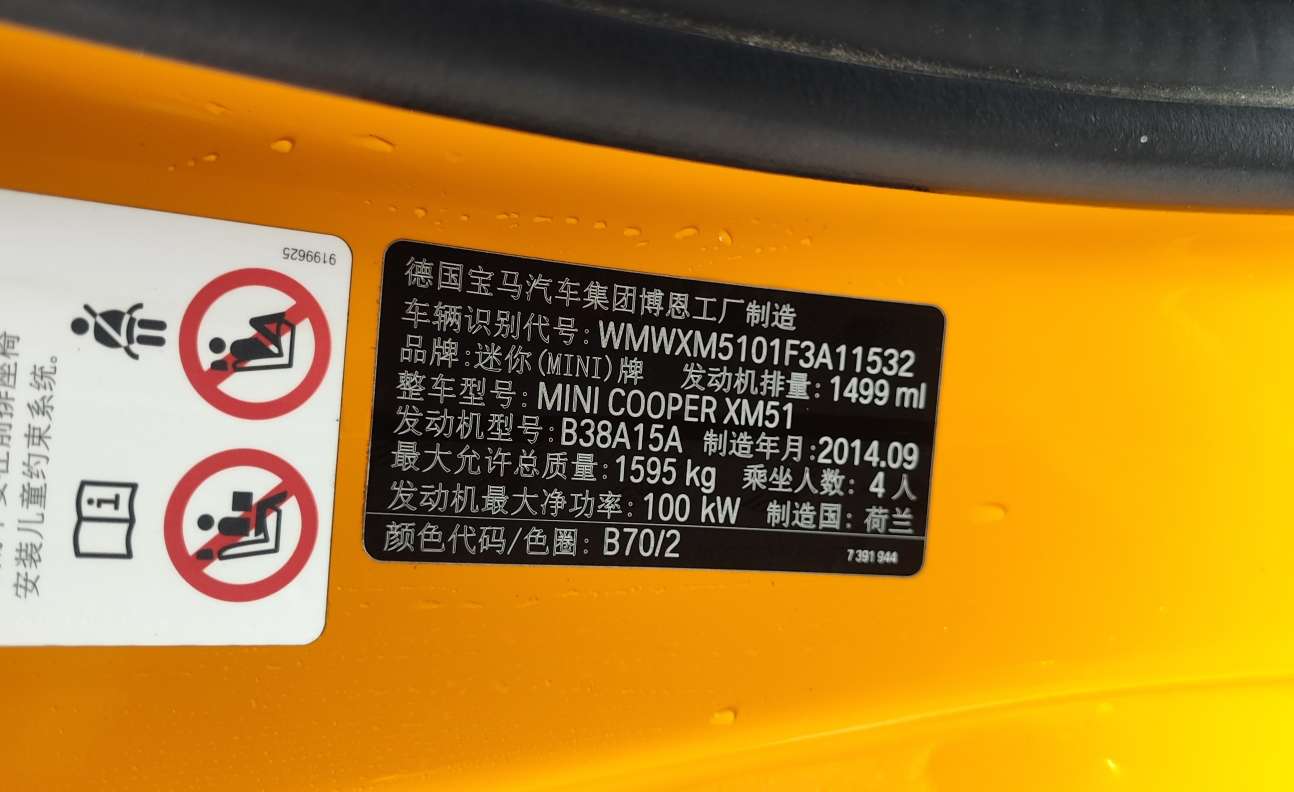 9199625
安装儿童约束系统。
德国宝马汽车集团博恩工厂制造
车辆识别代号: WMWXM5101F3A11532
品牌:迷你(MINI)牌 发动机排量: 1499 ml
整车型号: MINI COOPER XM51
发动机型号: B38A15A 制造年月:2014.09
最大允许总质量: 1595 kg 乘坐人数: 4 人
发动机最大净功率: 100 kW 制造国: 荷兰
颜色代码/色圈: B70/2
7 391 944